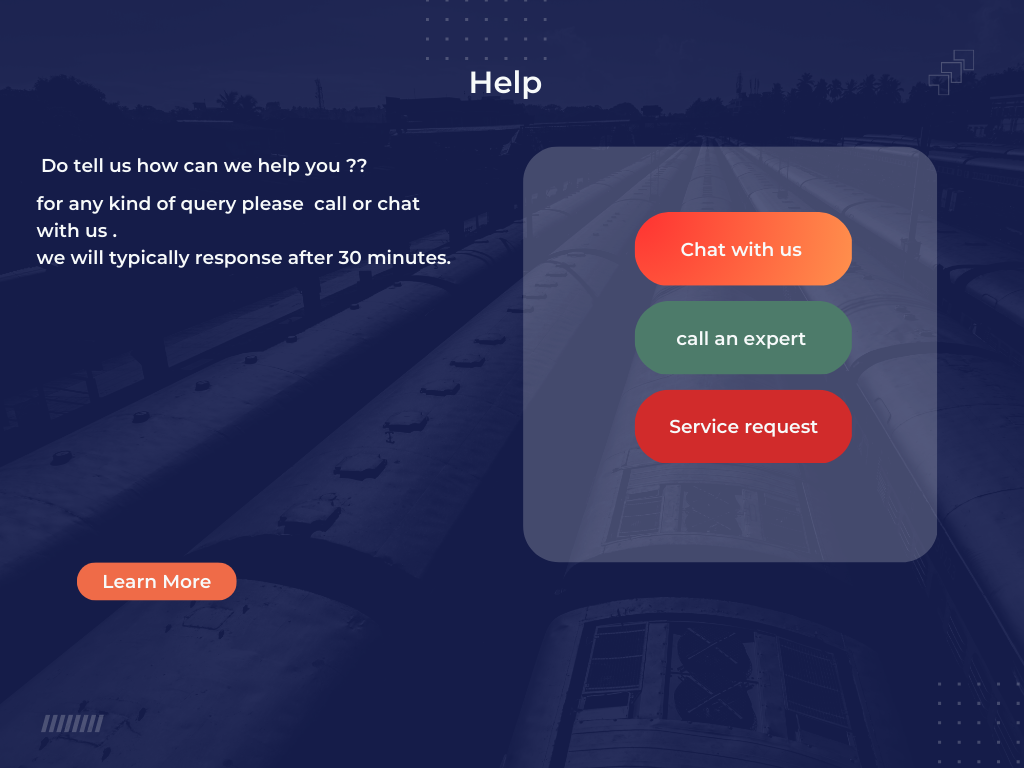 Help
Do tell us how can we help you ??
for any kind of query please  call or chat
with us .
we will typically response after 30 minutes.
Chat with us
call an expert
Service request
Learn More